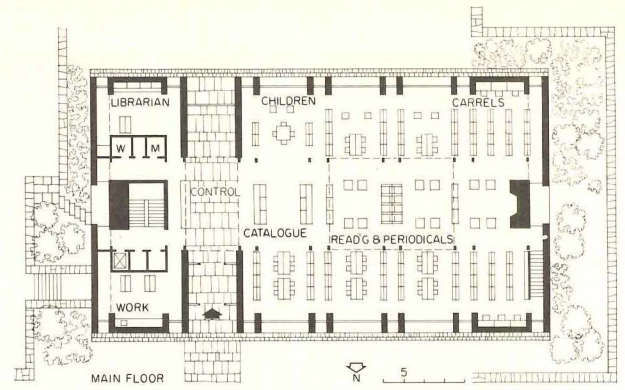 LIBRARIAN
CHILDREN
CARRELS
W
M
CONTROL
CATALOGUE
READ'G & PERIODICALS
WORK
MAIN FLOOR
N
5